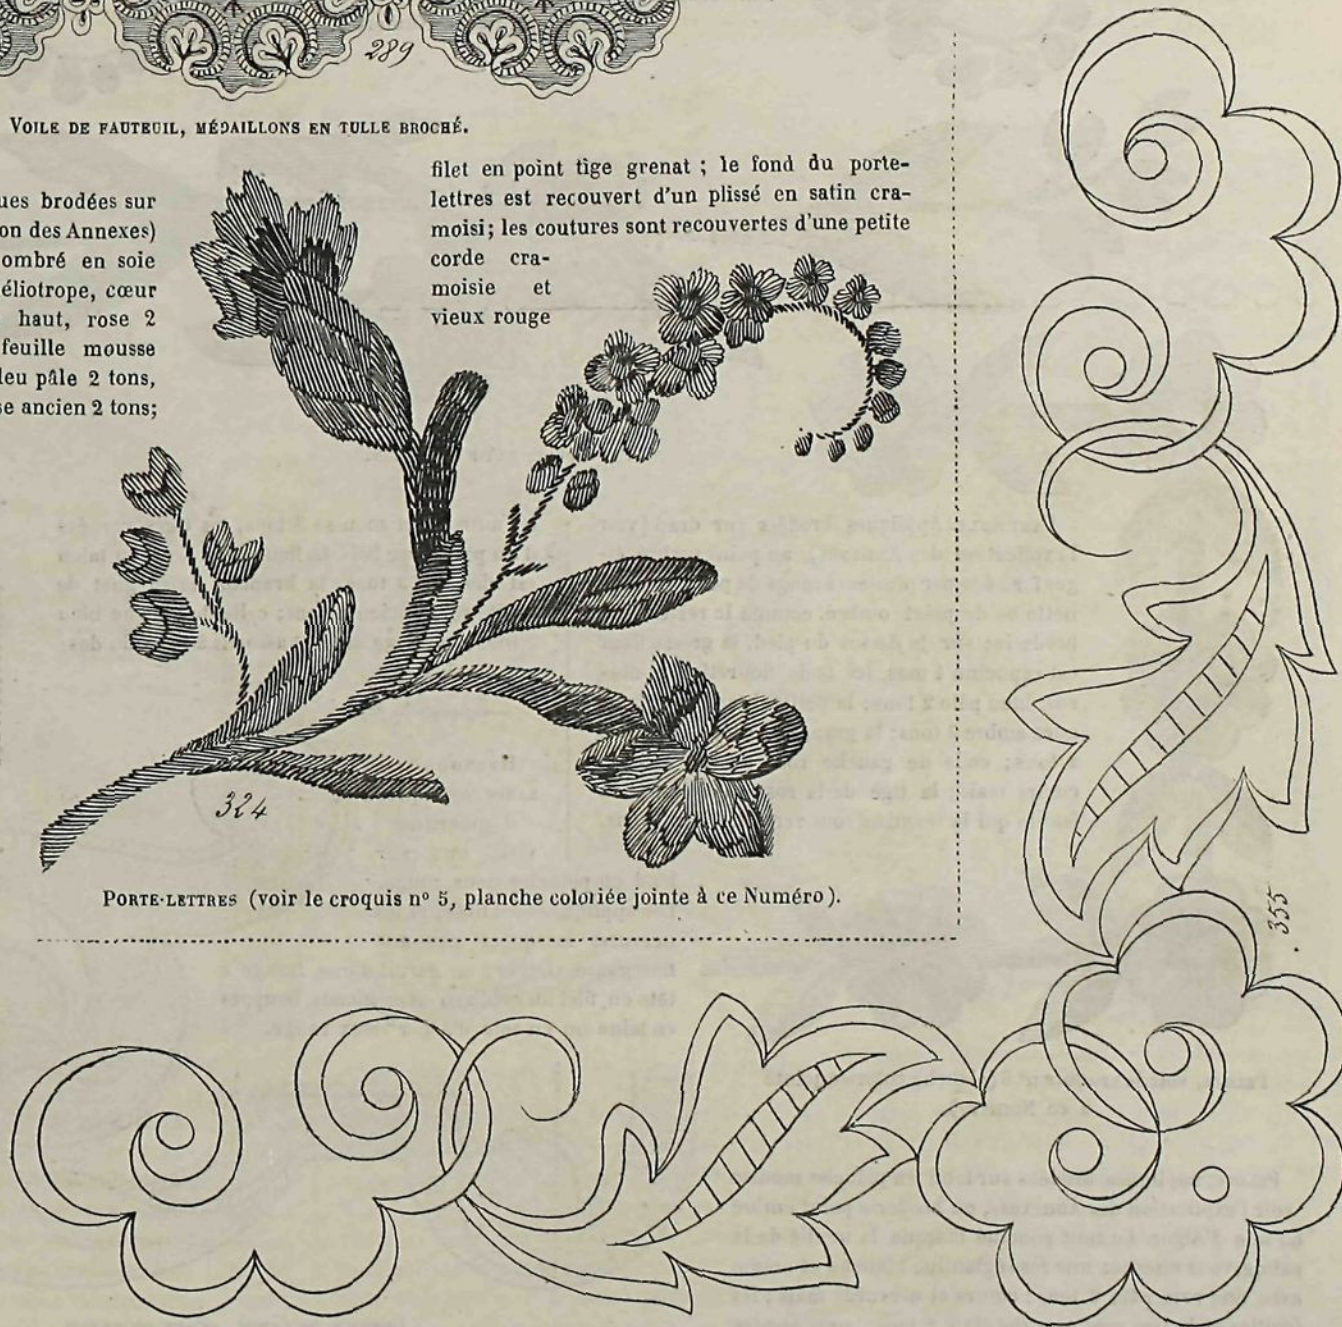 289
VOILE DE FAUTEUIL, MÉDAILLONS EN TULLE BROCHÉ.
ues brodées sur
on des Annexes)
ombré en soie
éliotrope, cœur
haut, rose 2
feuille mousse
leu pâle 2 tons,
se ancien 2 tons;
filet en point tige grenat ; le fond du porte-
lettres est recouvert d'un plissé en satin cra-
moisi; les coutures sont recouvertes d'une petite
corde cra-
moisie et
vieux rouge
324
PORTE-LETTRES (voir le croquis nº 5, planche coloriée jointe à ce Numéro).
355